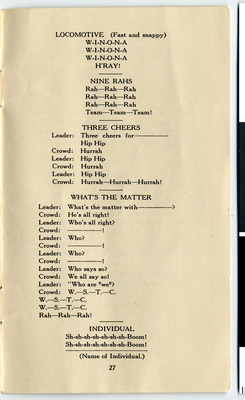 LOCOMOTIVE (Fast and snappy)
W-I-N-O-N-A
W-I-N-O-N-A
W-I-N-O-N-A
H'RAY!
NINE RAHS
Rah—Rah—Rah
Rah—Rah—Rah
Rah—Rah—Rah
Team—Team—Team!
THREE CHEERS
Leader: Three cheers for—————
Hip Hip
Crowd: Hurrah
Leader: Hip Hip
Crowd: Hurrah
Leader: Hip Hip
Crowd: Hurrah—Hurrah—Hurrah!
WHAT'S THE MATTER
Leader: What's the matter with—————?
Crowd: He's all right!
Leader: Who's all right?
Crowd: —————!
Leader: Who?
Crowd: —————!
Leader: Who?
Crowd: —————!
Leader: Who says so?
Crowd: We all say so!
Leader: "Who are "we"?
Crowd: W.—S.—T.—C.
W.—S.—T.—C.
W.—S.—T.—C.
Rah—Rah—Rah!
INDIVIDUAL
Sh-sh-sh-sh-sh-sh-sh-Boom!
Sh-sh-sh-sh-sh-sh-sh-Boom!
(Name of Individual.)
27